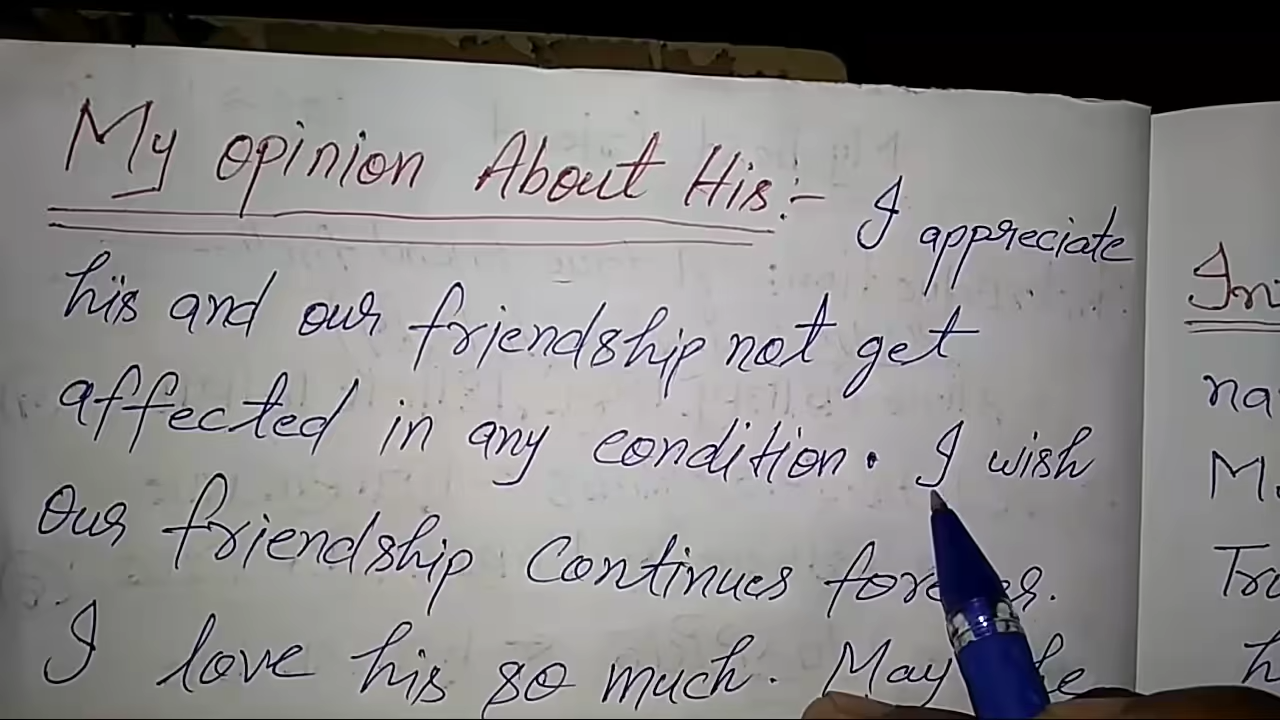 My opinion About His:- I appreciate
his and our friendship not get
affected in any condition. I wish
our friendship continues
I love his so much. May